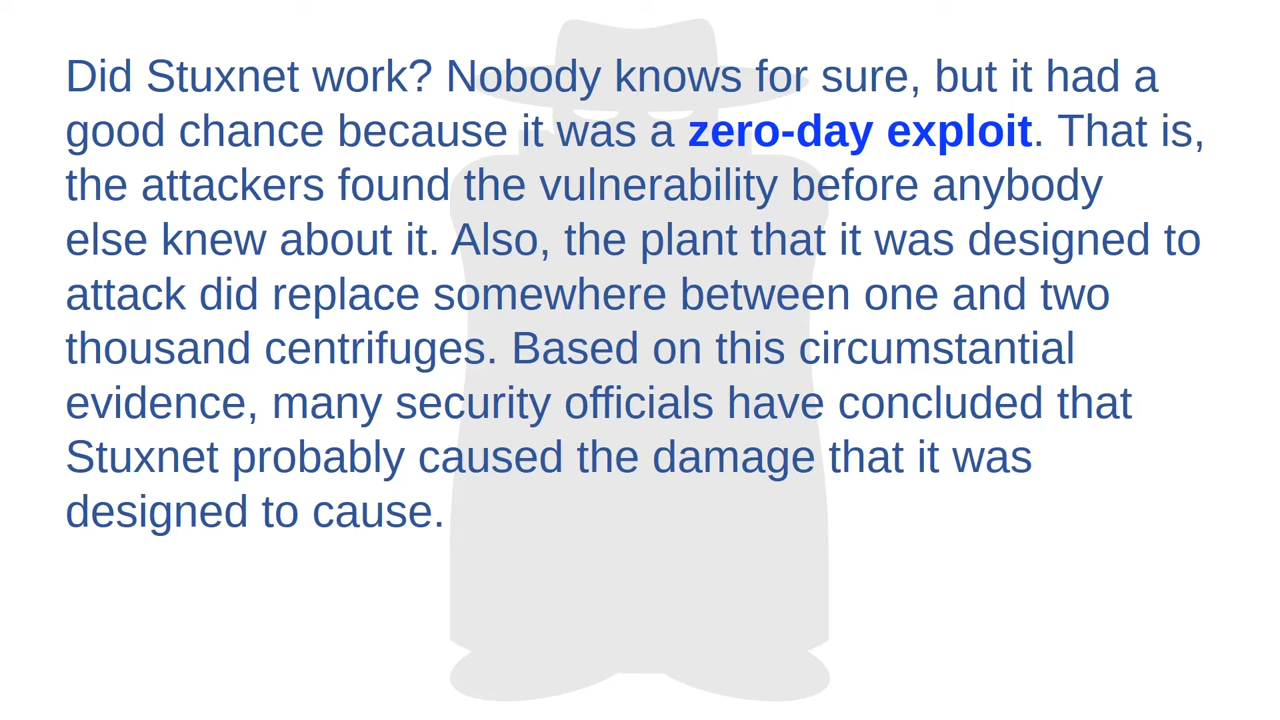 Did Stuxnet work? Nobody knows for sure, but it had a
good chance because it was a zero-day exploit. That is,
the attackers found the vulnerability before anybody
else knew about it. Also, the plant that it was designed to
attack did replace somewhere between one and two
thousand centrifuges. Based on this circumstantial
evidence, many security officials have concluded that
Stuxnet probably caused the damage that it was
designed to cause.